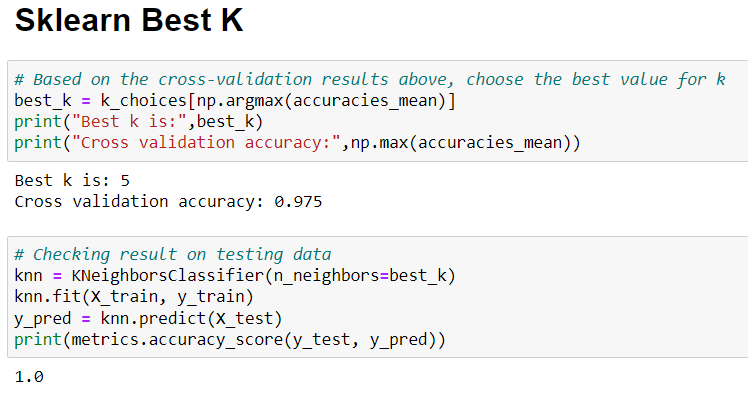 Sklearn Best K
# Based on the cross-validation results above, choose the best value for k
best_k = k_choices[np.argmax(accuracies_mean)]
print("Best k is:",best_k)
print("Cross validation accuracy:",np.max(accuracies_mean))
Best k is: 5
Cross validation accuracy: 0.975
# Checking result on testing data
knn = KNeighborsClassifier(n_neighbors=best_k)
knn.fit(X_train, y_train)
y_pred = knn.predict(X_test)
print(metrics.accuracy_score(y_test, y_pred))
1.0